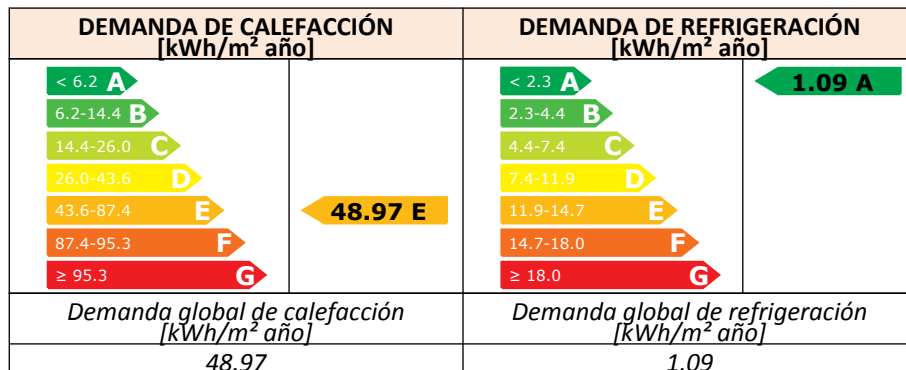 DEMANDA DE CALEFACCIÓN
[kWh/m² año]
DEMANDA DE REFRIGERACIÓN
[kWh/m² año]
< 6.2 A
6.2-14.4 B
14.4-26.0 C
26.0-43.6 D
43.6-87.4 E
87.4-95.3 F
≥ 95.3 G
48.97 E
< 2.3 A
2.3-4.4 B
4.4-7.4 C
7.4-11.9 D
11.9-14.7 E
14.7-18.0 F
≥ 18.0 G
1.09 A
Demanda global de calefacción
[kWh/m² año]
Demanda global de refrigeración
[kWh/m² año]
48.97
1.09